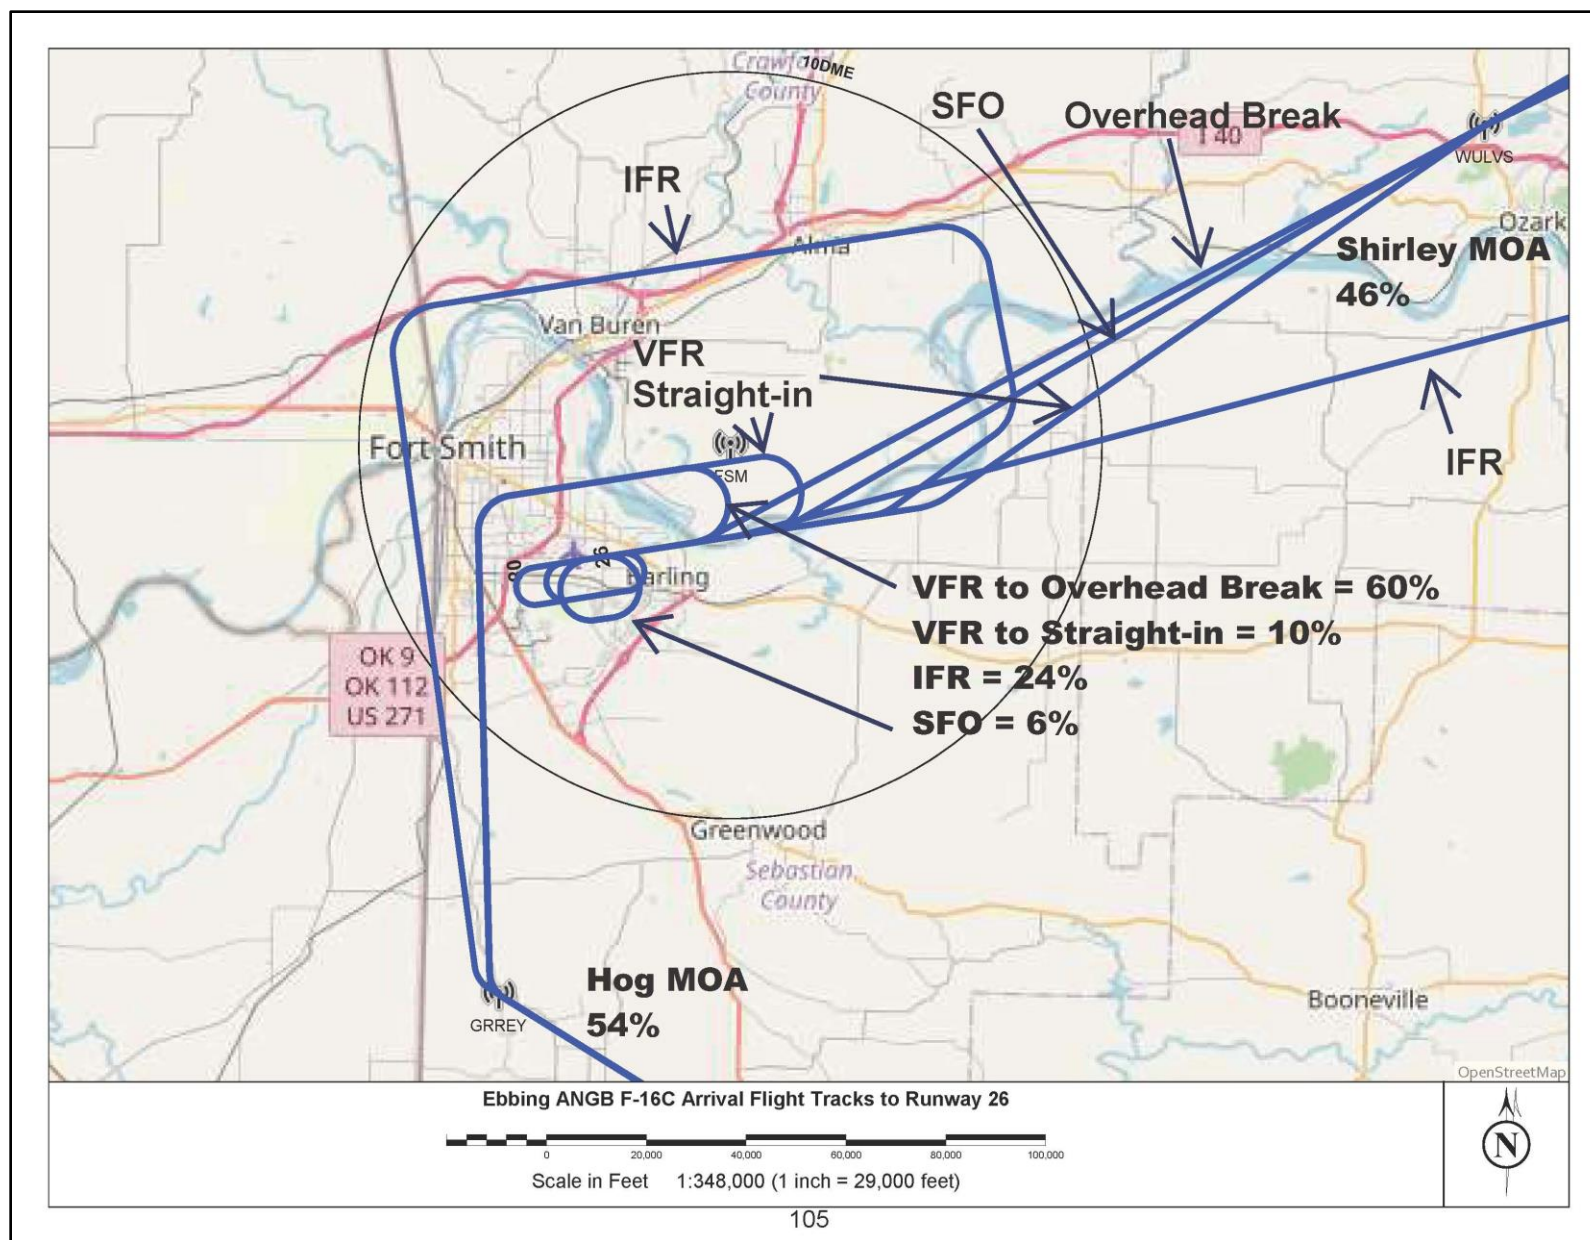 Crawford
County
10DME
SFO
Overhead Break
I 40
WULVS
IFR
Ozark
Alma
Shirley MOA
46%
Van Buren
VFR
Straight-in
Fort Smith
IFR
FSM
26
Barling
VFR to Overhead Break = 60%
VFR to Straight-in = 10%
IFR = 24%
SFO = 6%
OK 9
OK 112
US 271
Greenwood
Sebastian
County
Hog MOA
54%
GRREY
Booneville
OpenStreetMap
Ebbing ANGB F-16C Arrival Flight Tracks to Runway 26
0 20,000 40,000 60,000 80,000 100,000
Scale in Feet 1:348,000 (1 inch = 29,000 feet)
N
105